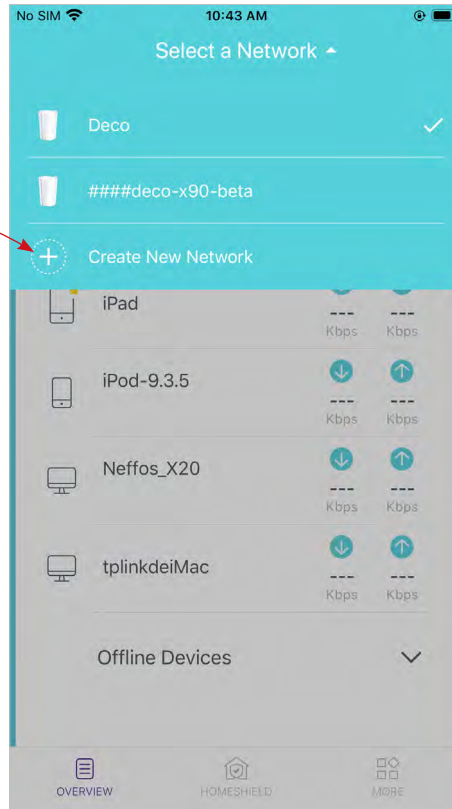 No SIM 10:43 AM
Select a Network
Deco
####deco-x90-beta
Create New Network
iPad
--- ---
Kbps Kbps
iPod-9.3.5
--- ---
Kbps Kbps
Neffos_X20
--- ---
Kbps Kbps
tplinkdeiMac
--- ---
Kbps Kbps
Offline Devices
OVERVIEW HOMESHIELD MORE